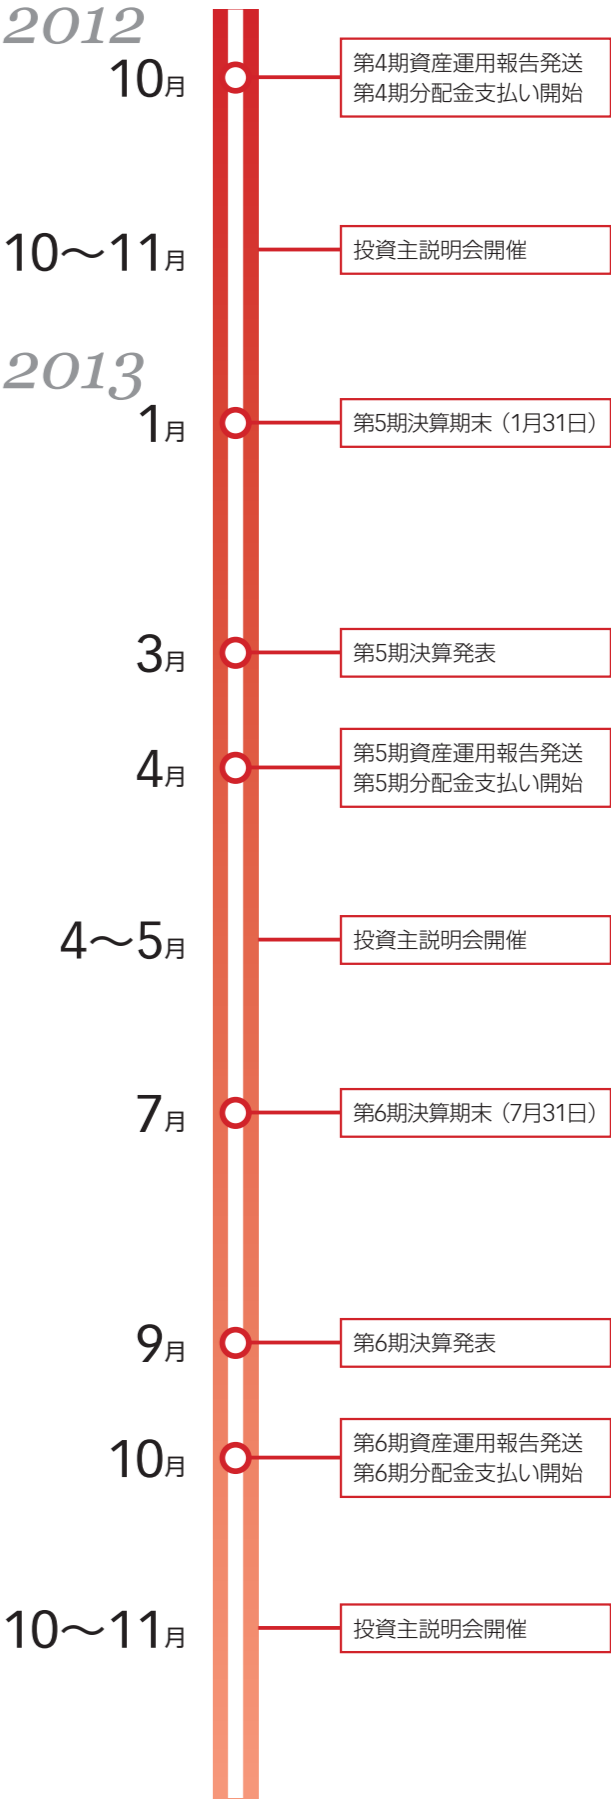 2012
10月
第4期資産運用報告発送
第4期分配金支払い開始
10～11月
投資主説明会開催
2013
1月
第5期決算期末（1月31日）
3月
第5期決算発表
4月
第5期資産運用報告発送
第5期分配金支払い開始
4～5月
投資主説明会開催
7月
第6期決算期末（7月31日）
9月
第6期決算発表
10月
第6期資産運用報告発送
第6期分配金支払い開始
10～11月
投資主説明会開催